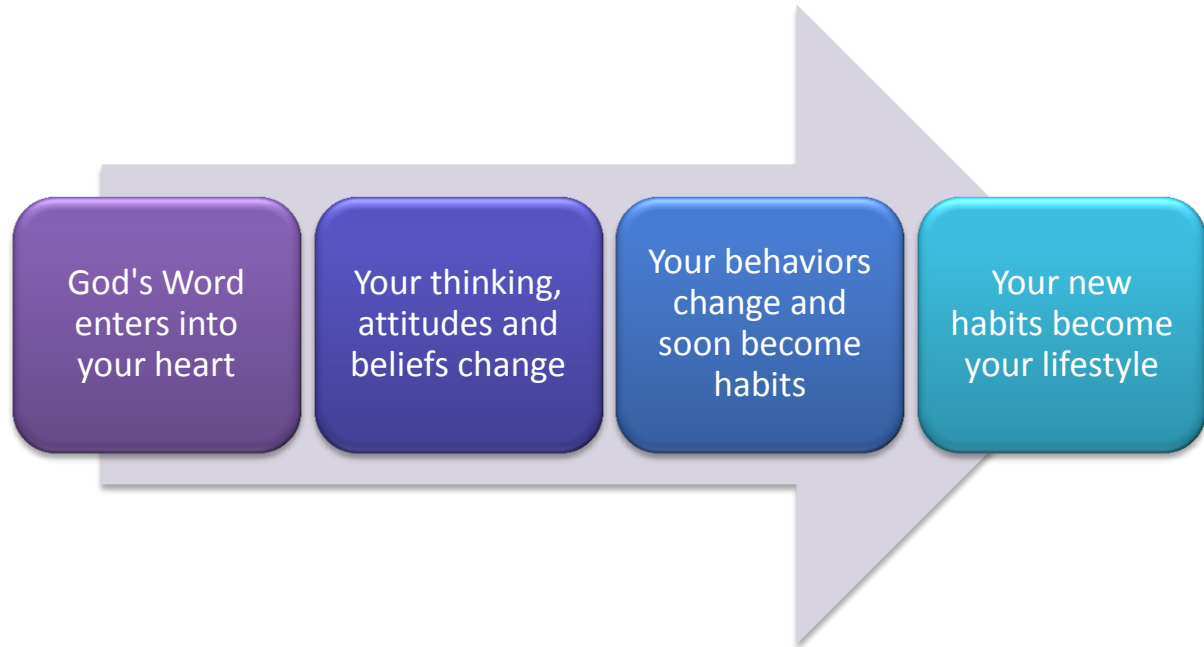 God's Word
enters into
your heart
Your thinking,
attitudes and
beliefs change
Your behaviors
change and
soon become
habits
Your new
habits become
your lifestyle